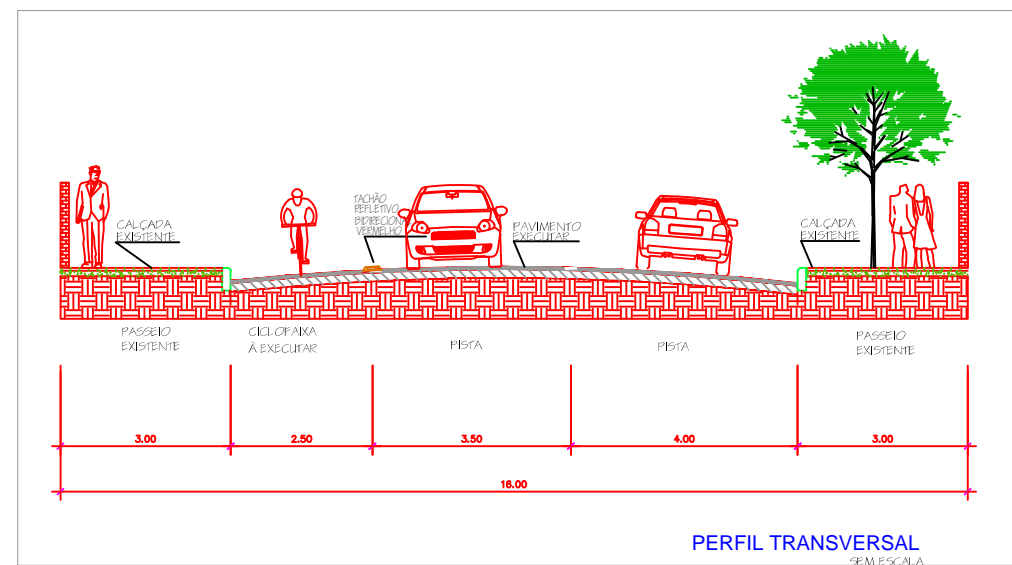 TACHÃO
REFLETIVO
BIDIRECIONA
VERMELHO
CALÇADA
EXISTENTE
PAVIMENTO
EXECUTAR
CALÇADA
EXISTENTE
PASSEIO
EXISTENTE
CICLOFAIXA
Á EXECUTAR
PISTA
PISTA
PASSEIO
EXISTENTE
3.00
2.50
3.50
4.00
3.00
16.00
PERFIL TRANSVERSAL
SEM ESCALA